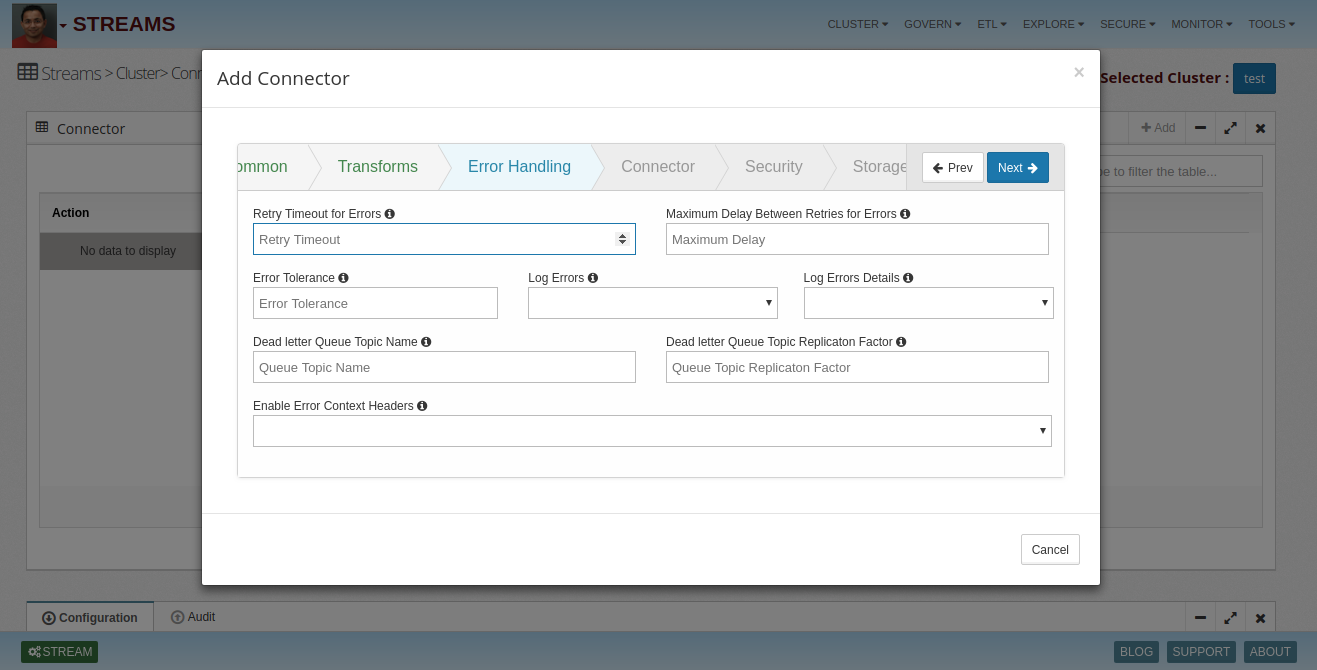 STREAMS
CLUSTER GOVERN ETL EXPLORE SECURE MONITOR TOOLS
Streams > Cluster> Conn
Selected Cluster : test
Add Connector
×
Connector
Add
ommon Transforms Error Handling Connector Security Storage Prev Next
pe to filter the table...
Action
No data to display
Retry Timeout for Errors Maximum Delay Between Retries for Errors
Retry Timeout Maximum Delay
Error Tolerance Log Errors Log Errors Details
Error Tolerance
Dead letter Queue Topic Name Dead letter Queue Topic Replicaton Factor
Queue Topic Name Queue Topic Replicaton Factor
Enable Error Context Headers
Cancel
Configuration Audit
STREAM BLOG SUPPORT ABOUT